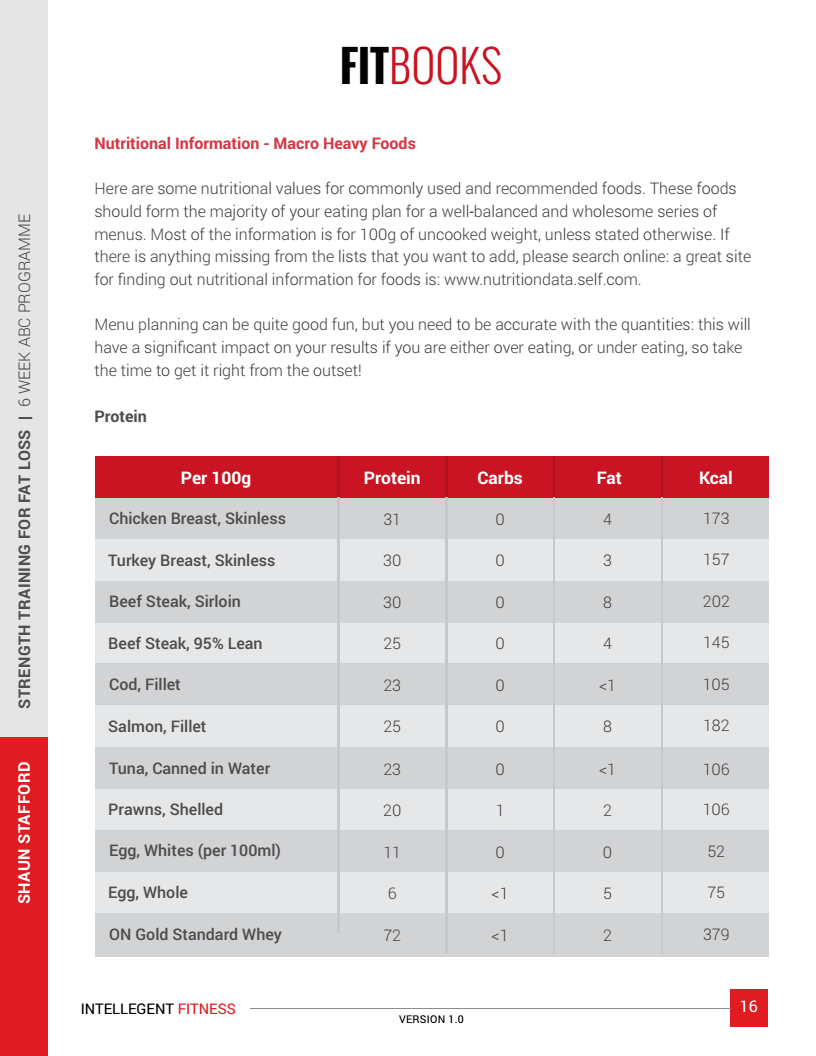 FITBOOKS
Nutritional Information - Macro Heavy Foods
Here are some nutritional values for commonly used and recommended foods. These foods
should form the majority of your eating plan for a well-balanced and wholesome series of
menus. Most of the information is for 100g of uncooked weight, unless stated otherwise. If
there is anything missing from the lists that you want to add, please search online: a great site
for finding out nutritional information for foods is: www.nutritiondata.self.com.
Menu planning can be quite good fun, but you need to be accurate with the quantities: this will
have a significant impact on your results if you are either over eating, or under eating, so take
the time to get it right from the outset!
Protein
Per 100g Protein Carbs Fat Kcal
Chicken Breast, Skinless 31 0 4 173
Turkey Breast, Skinless 30 0 3 157
Beef Steak, Sirloin 30 0 8 202
Beef Steak, 95% Lean 25 0 4 145
Cod, Fillet 23 0 <1 105
Salmon, Fillet 25 0 8 182
Tuna, Canned in Water 23 0 <1 106
Prawns, Shelled 20 1 2 106
Egg, Whites (per 100ml) 11 0 0 52
Egg, Whole 6 <1 5 75
ON Gold Standard Whey 72 <1 2 379
INTELLEGENT FITNESS
VERSION 1.0
16
STRENGTH TRAINING FOR FAT LOSS | 6 WEEK ABC PROGRAMME
SHAUN STAFFORD